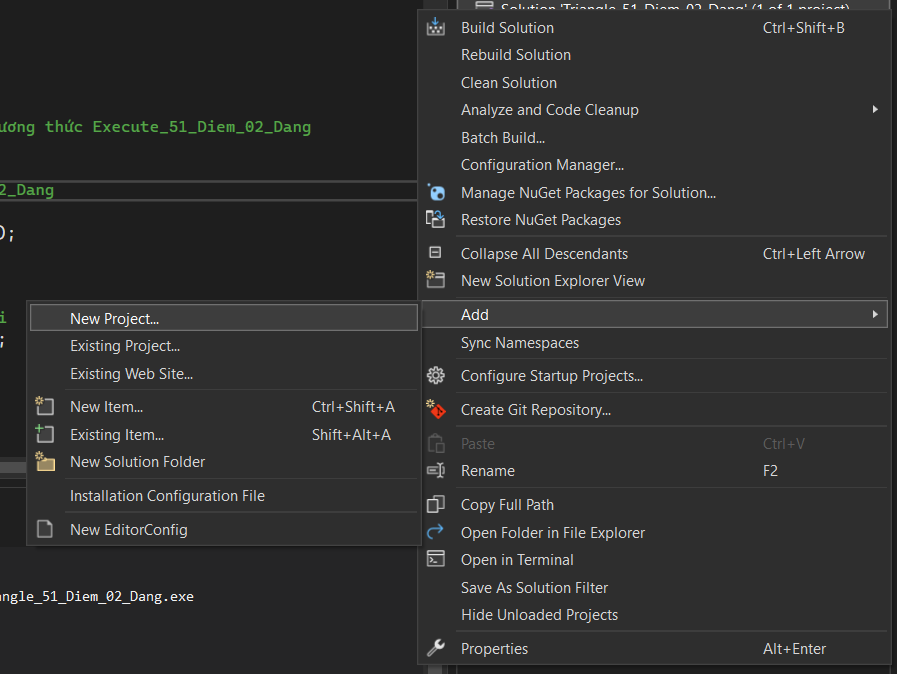 Solution 'Triangle_51_Diem_02_Dang' (1 of 1 project)
Build Solution Ctrl+Shift+B
Rebuild Solution
Clean Solution
Analyze and Code Cleanup
Batch Build...
Configuration Manager...
Manage NuGet Packages for Solution...
Restore NuGet Packages
Collapse All Descendants Ctrl+Left Arrow
New Solution Explorer View
Add
Sync Namespaces
Configure Startup Projects...
Create Git Repository...
Paste Ctrl+V
Rename F2
Copy Full Path
Open Folder in File Explorer
Open in Terminal
Save As Solution Filter
Hide Unloaded Projects
Properties Alt+Enter
New Project...
Existing Project...
Existing Web Site...
New Item... Ctrl+Shift+A
Existing Item... Shift+Alt+A
New Solution Folder
Installation Configuration File
New EditorConfig
ương thức Execute_51_Diem_02_Dang
2_Dang
);
i
;
angle_51_Diem_02_Dang.exe